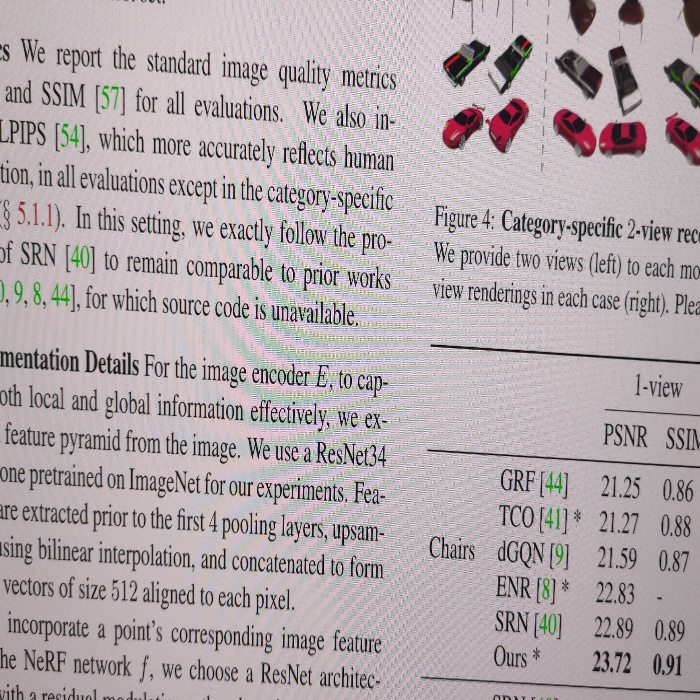 s We report the standard image quality metrics
and SSIM [57] for all evaluations. We also in-
LPIPS [54], which more accurately reflects human
tion, in all evaluations except in the category-specific
(§ 5.1.1). In this setting, we exactly follow the pro-
of SRN [40] to remain comparable to prior works
0, 9, 8, 44], for which source code is unavailable.
mentation Details For the image encoder E, to cap-
oth local and global information effectively, we ex-
feature pyramid from the image. We use a ResNet34
one pretrained on ImageNet for our experiments. Fea-
are extracted prior to the first 4 pooling layers, upsam-
using bilinear interpolation, and concatenated to form
vectors of size 512 aligned to each pixel.
incorporate a point's corresponding image feature
he NeRF network f, we choose a ResNet architec-
with a residual
Figure 4: Category-specific 2-view rec
We provide two views (left) to each mo
view renderings in each case (right). Plea
1-view
PSNR SSIM
GRF [44] 21.25 0.86
TCO [41] * 21.27 0.88
Chairs dGQN [9] 21.59 0.87
ENR [8] * 22.83 -
SRN [40] 22.89 0.89
Ours * 23.72 0.91